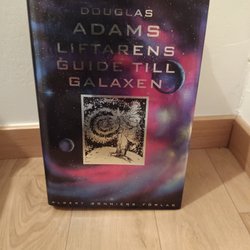 DOUGLAS
ADAMS
LIFTARENS
GUIDE TILL
GALAXEN
ALBERT BONNIERS FÖRLAG